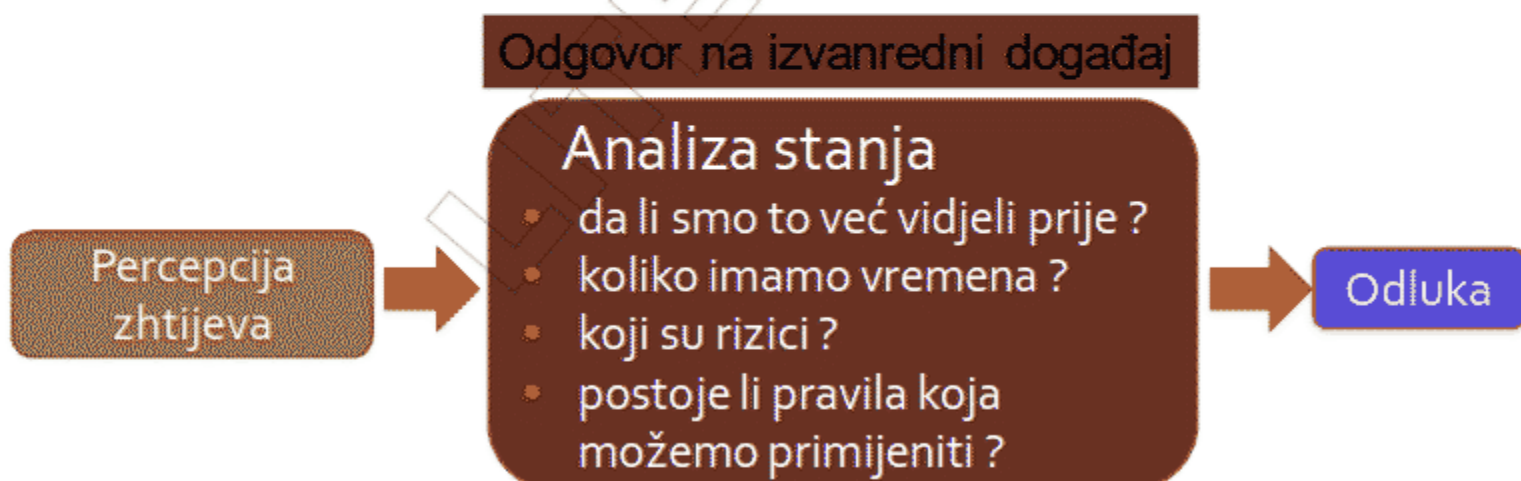 Odgovor na izvanredni događaj
Analiza stanja
• da li smo to već vidjeli prije ?
• koliko imamo vremena ?
• koji su rizici ?
• postoje li pravila koja
možemo primijeniti ?
Percepcija
zhtijeva
Odluka